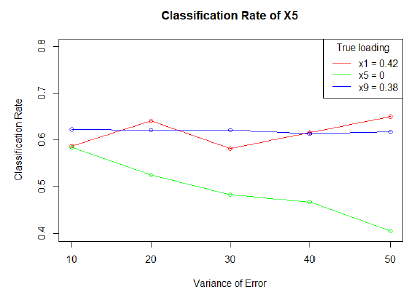 Classification Rate of X5
True loading
x1 = 0.42
x5 = 0
x9 = 0.38
Classification Rate
0.8
0.7
0.6
0.5
0.4
10 20 30 40 50
Variance of Error